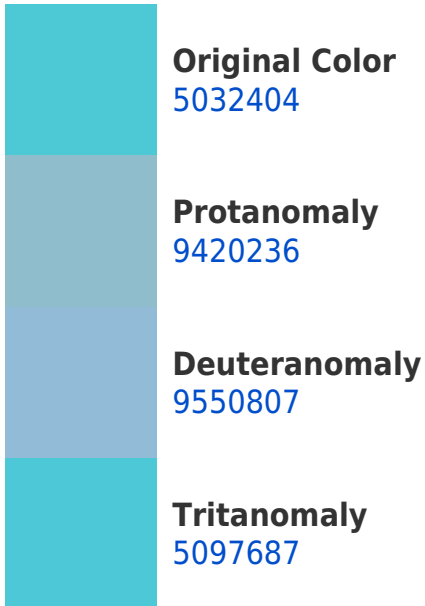 Original Color
5032404
Protanomaly
9420236
Deuteranomaly
9550807
Tritanomaly
5097687